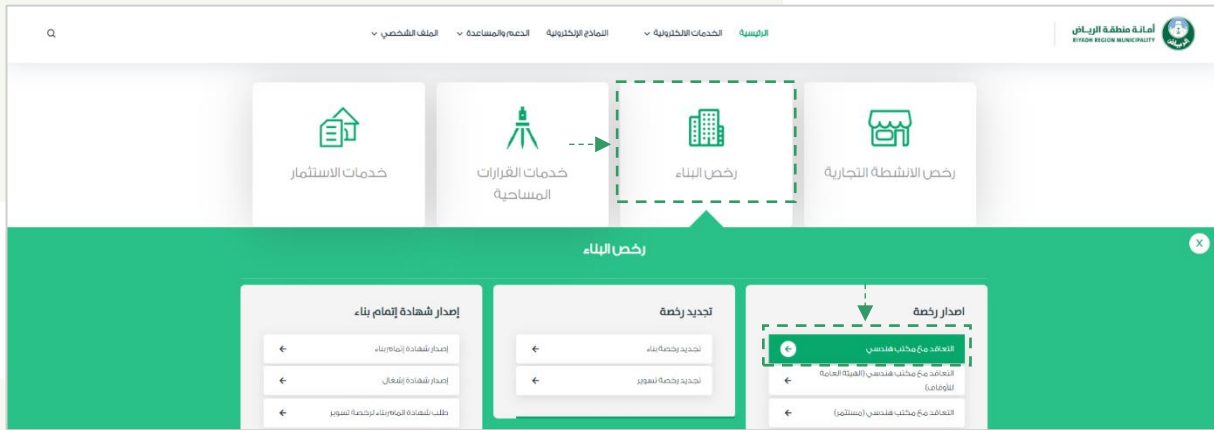 أمانة منطقة الرياض
RIYADH REGION MUNICIPALITY
الرئيسية
الخدمات الالكترونية
النماذج الإلكترونية
الدعم والمساعدة
الملف الشخصي
رخص الانشطة التجارية
رخص البناء
خدمات القرارات
المساحية
خدمات الاستثمار
رخص البناء
X
اصدار رخصة
التعاقد مع مكتب هندسي
التعاقد مع مكتب هندسي (الهيئة العامة
للأوقاف)
التعاقد مع مكتب هندسي (مستثمر)
تجديد رخصة
تجديد رخصة بناء
تجديد رخصة تسوير
إصدار شهادة إتمام بناء
إصدار شهادة إتمام بناء
إصدار شهادة إشغال
طلب شهادة اتمام بناء لرخصة تسوير